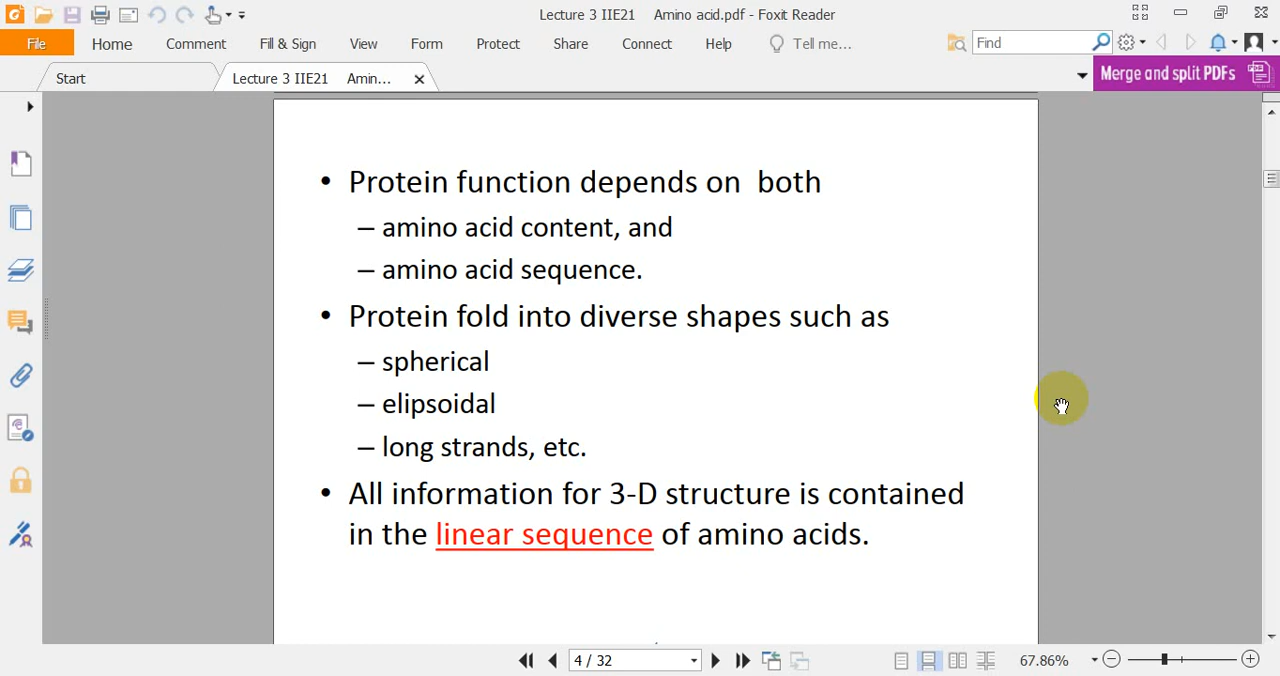 Lecture 3 IIE21 Amino acid.pdf - Foxit Reader
File Home Comment Fill & Sign View Form Protect Share Connect Help Tell me... Find
Start Lecture 3 IIE21 Amin... Merge and split PDFs
• Protein function depends on both
– amino acid content, and
– amino acid sequence.
• Protein fold into diverse shapes such as
– spherical
– elipsoidal
– long strands, etc.
• All information for 3-D structure is contained
in the linear sequence of amino acids.
4 / 32 67.86%